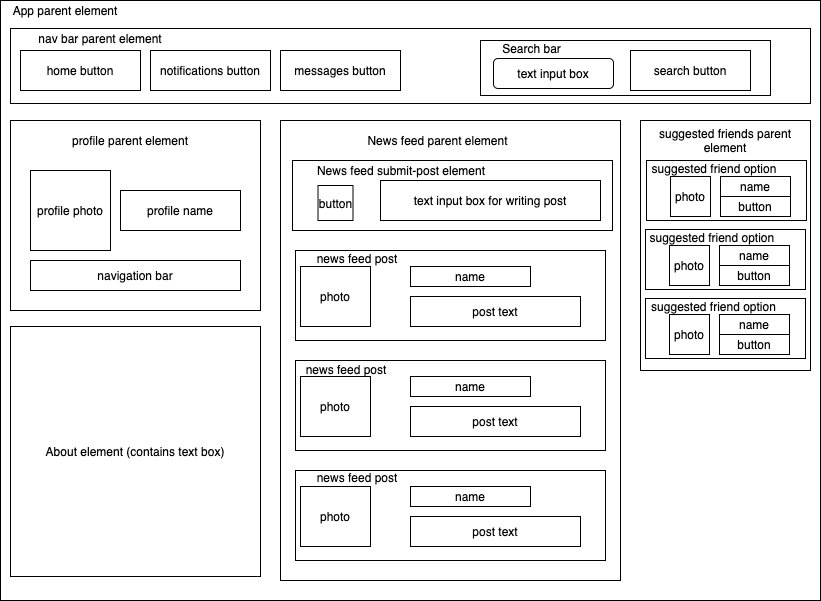 App parent element
nav bar parent element
home button
notifications button
messages button
Search bar
text input box
search button
profile parent element
profile photo
profile name
navigation bar
About element (contains text box)
News feed parent element
News feed submit-post element
button
text input box for writing post
news feed post
photo
name
post text
news feed post
photo
name
post text
news feed post
photo
name
post text
suggested friends parent
element
suggested friend option
photo
name
button
suggested friend option
photo
name
button
suggested friend option
photo
name
button